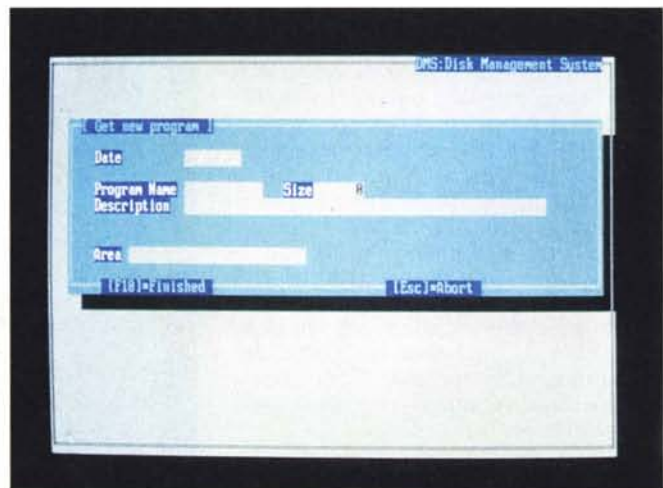 DMS:Disk Management System
[ Get new program ]
Date
Program Name Size 0
Description
Area
[F10]=Finished [Esc]=Abort